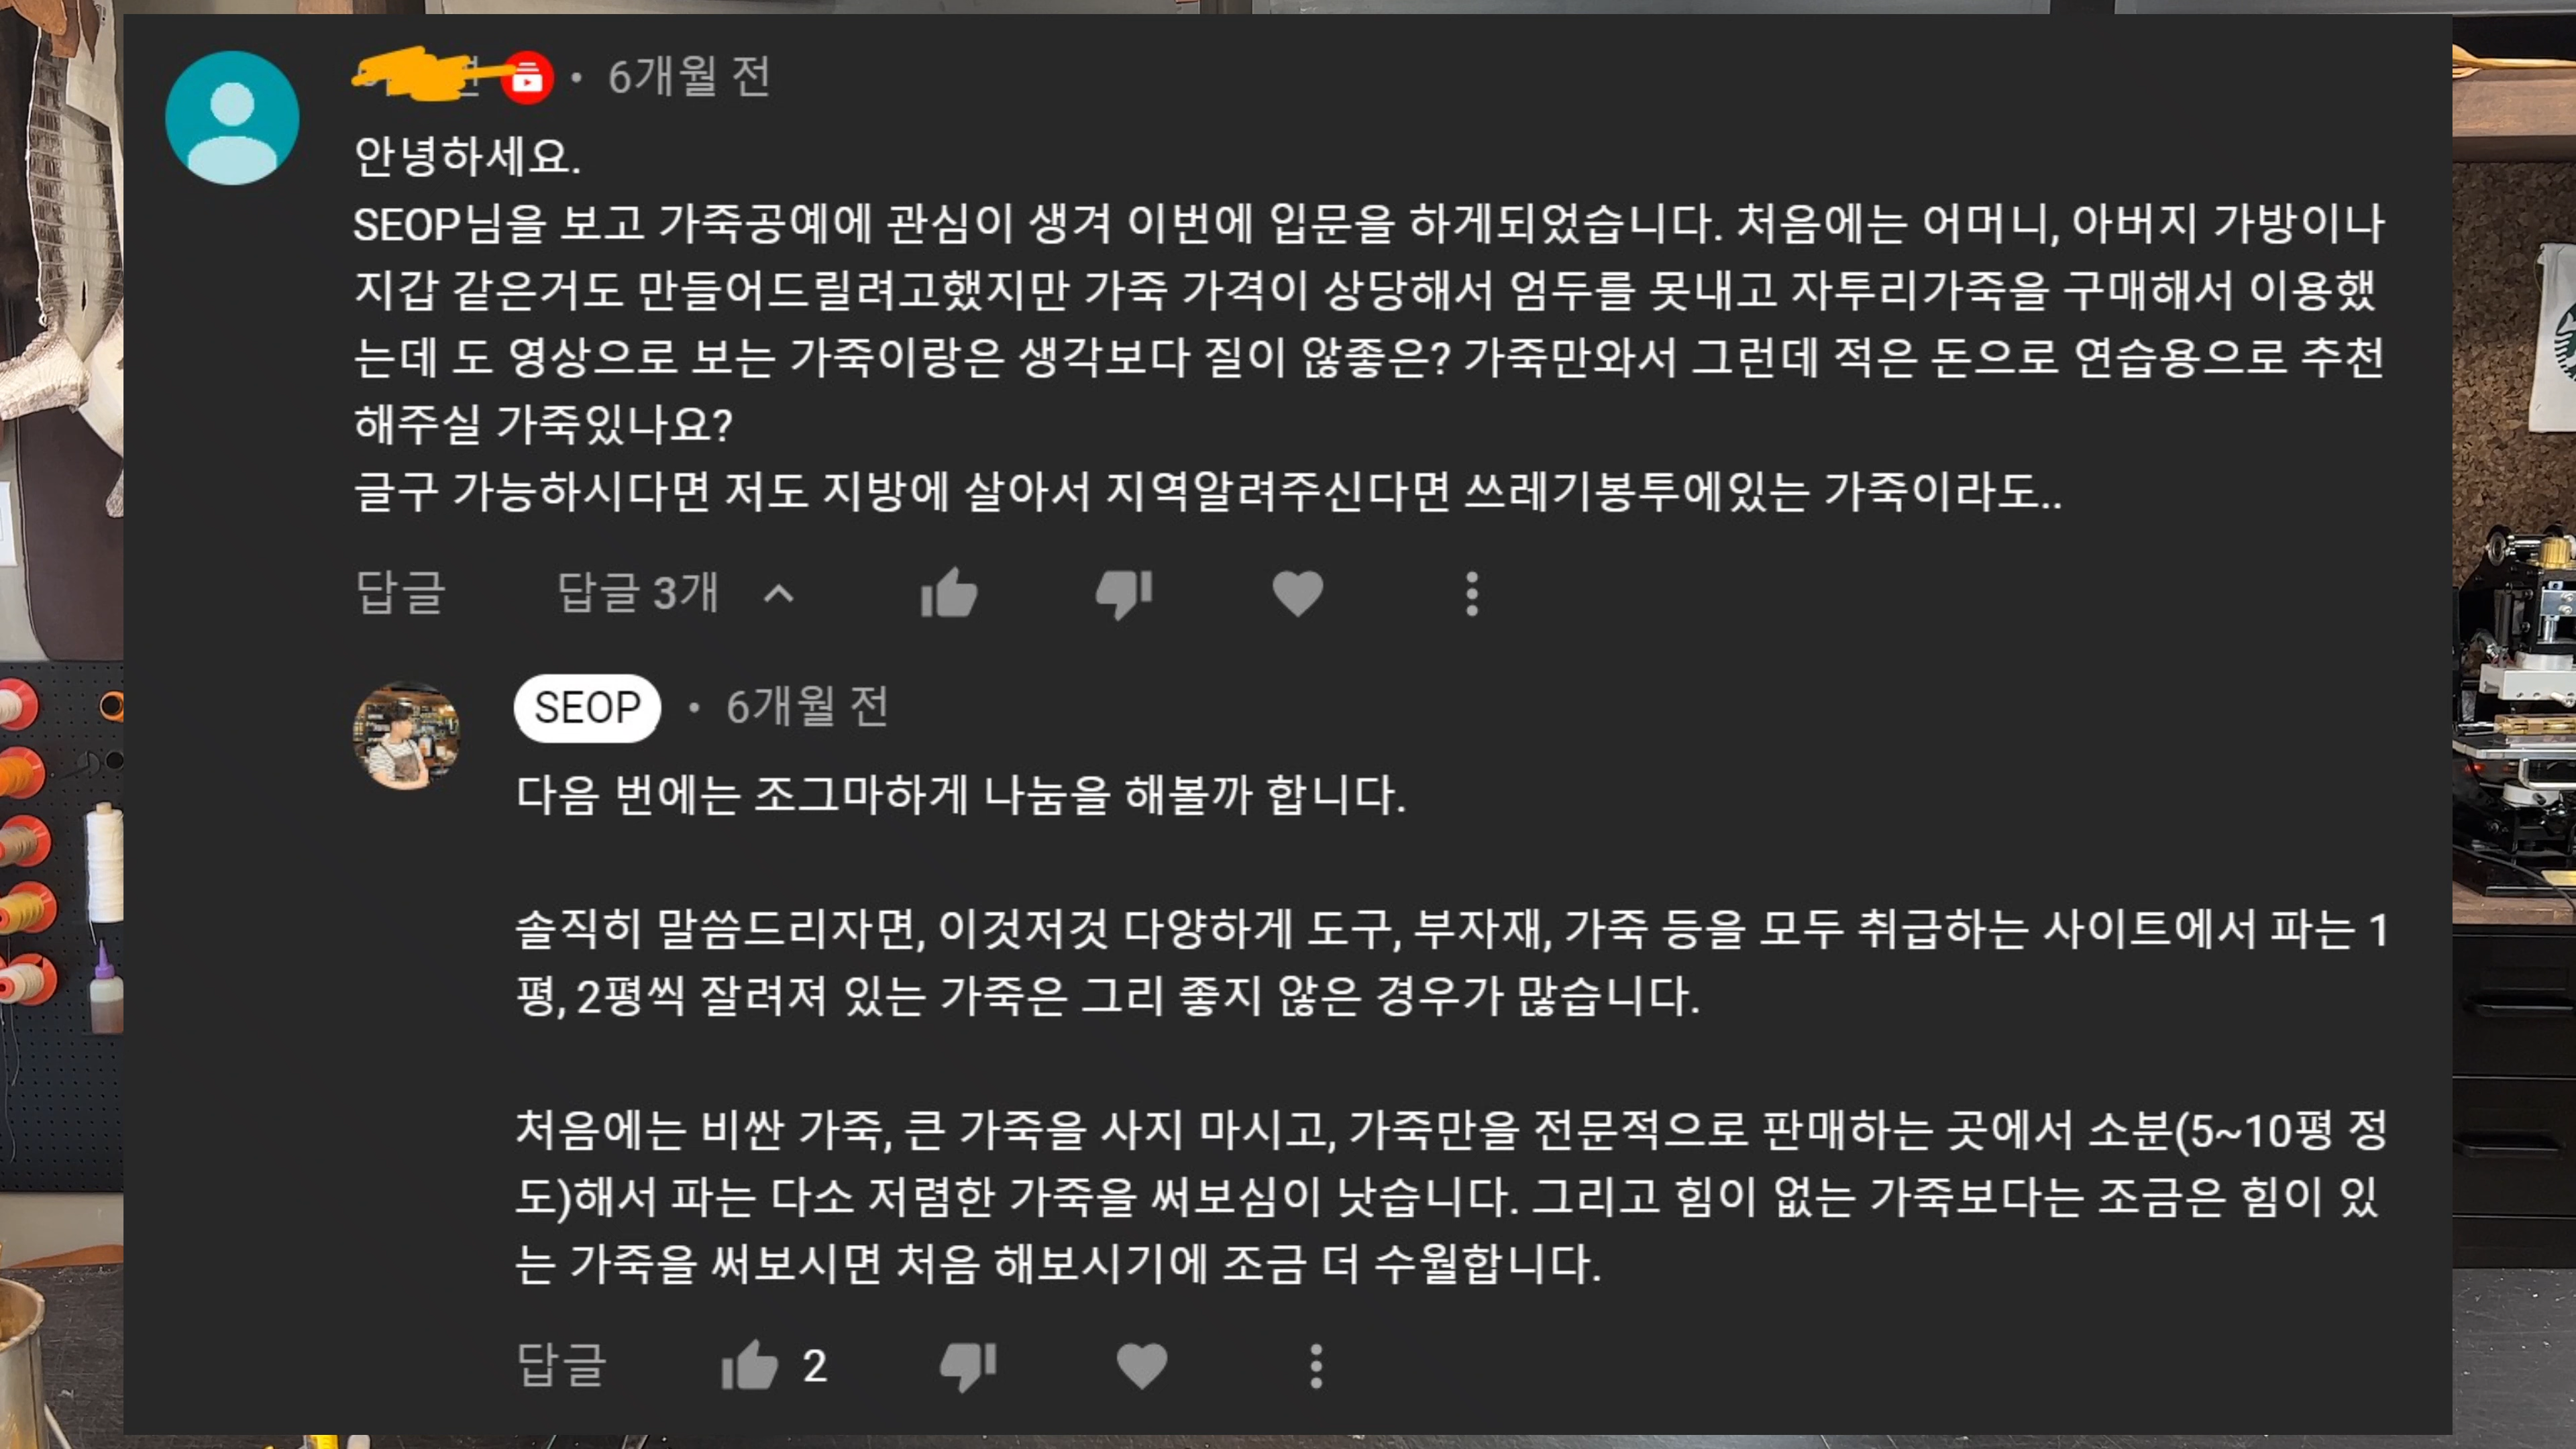 • 6개월 전
안녕하세요.
SEOP님을 보고 가죽공예에 관심이 생겨 이번에 입문을 하게되었습니다. 처음에는 어머니, 아버지 가방이나
지갑 같은거도 만들어드릴려고했지만 가죽 가격이 상당해서 엄두를 못내고 자투리가죽을 구매해서 이용했
는데 도 영상으로 보는 가죽이랑은 생각보다 질이 않좋은? 가죽만와서 그런데 적은 돈으로 연습용으로 추천
해주실 가죽있나요?
글구 가능하시다면 저도 지방에 살아서 지역알려주신다면 쓰레기봉투에있는 가죽이라도..
답글 답글 3개
SEOP • 6개월 전
다음 번에는 조그마하게 나눔을 해볼까 합니다.
솔직히 말씀드리자면, 이것저것 다양하게 도구, 부자재, 가죽 등을 모두 취급하는 사이트에서 파는 1
평, 2평씩 잘려져 있는 가죽은 그리 좋지 않은 경우가 많습니다.
처음에는 비싼 가죽, 큰 가죽을 사지 마시고, 가죽만을 전문적으로 판매하는 곳에서 소분(5~10평 정
도)해서 파는 다소 저렴한 가죽을 써보심이 낫습니다. 그리고 힘이 없는 가죽보다는 조금은 힘이 있
는 가죽을 써보시면 처음 해보시기에 조금 더 수월합니다.
답글 2